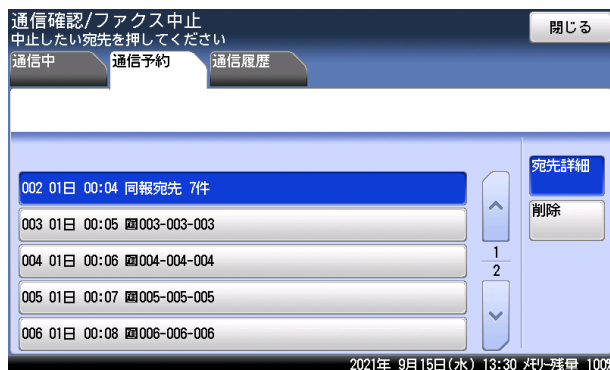 通信確認/ファクス中止
中止したい宛先を押してください
閉じる
通信中 通信予約 通信履歴
002 01日 00:04 同報宛先 7件
003 01日 00:05 003-003-003
004 01日 00:06 004-004-004
005 01日 00:07 005-005-005
006 01日 00:08 006-006-006
1
2
宛先詳細
削除
2021年 9月15日(水) 13:30 メモリー残量 100%